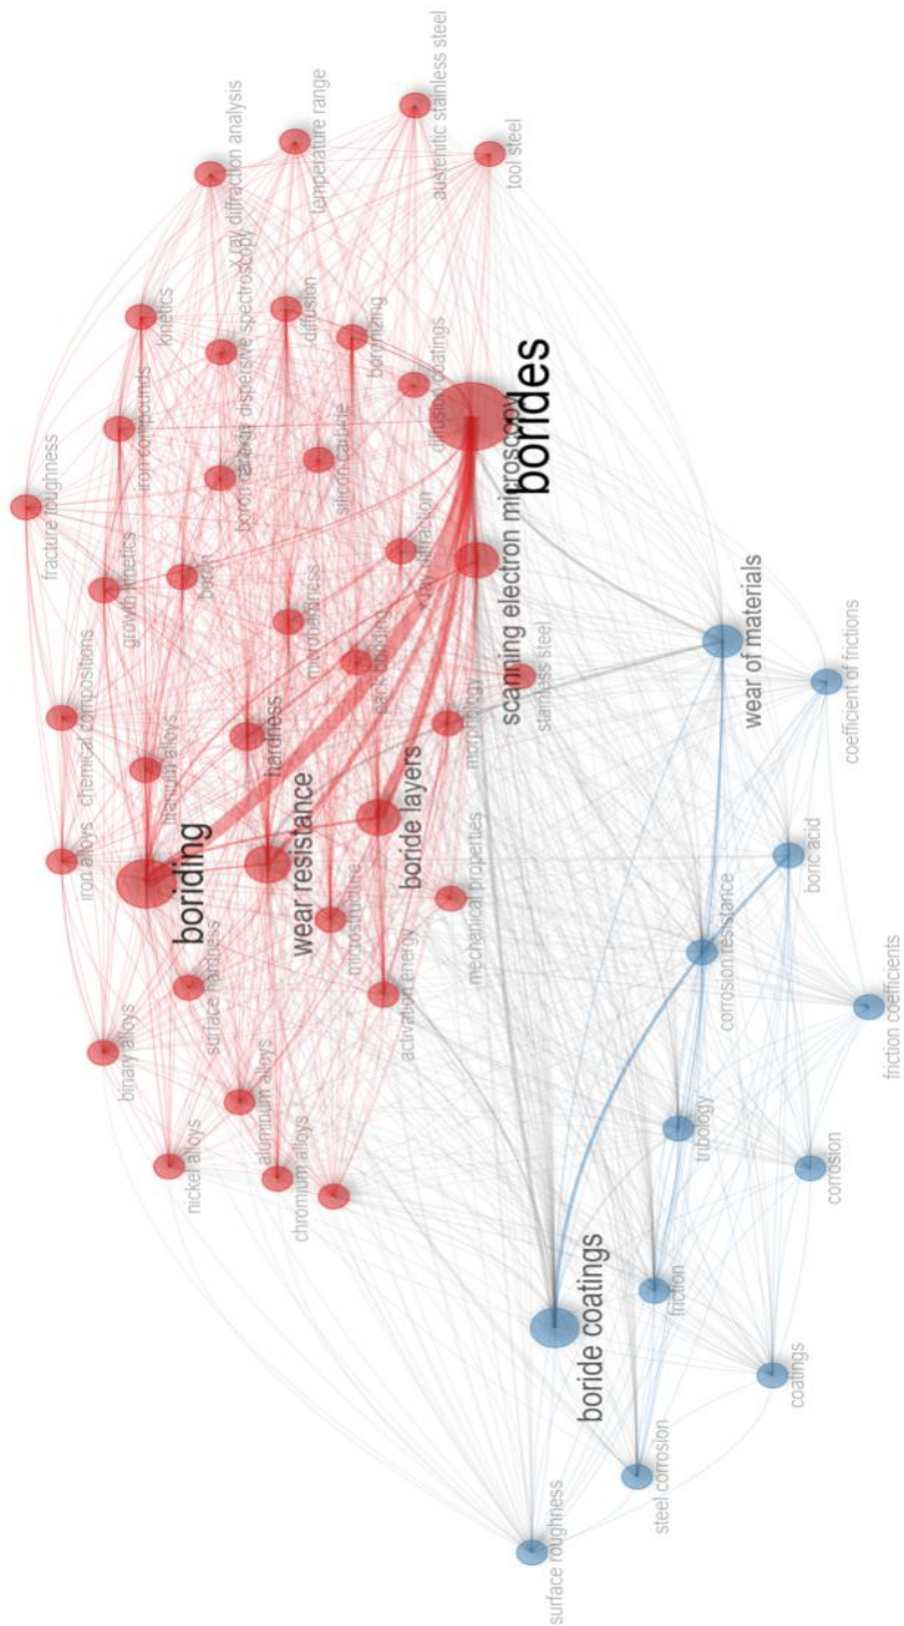 austenitic stainless steel
tool steel
temperature range
x ray diffraction analysis
diffusion
boronizing
diffusion coatings
borides
kinetics
energy dispersive spectroscopy
silicon carbide
iron compounds
fracture toughness
boron
growth kinetics
microhardness
x ray diffraction
scanning electron microscopy
stainless steel
pack boriding
morphology
hardness
chemical compositions
titanium alloys
iron alloys
boriding
wear resistance
boride layers
microstructure
mechanical properties
activation energy
surface hardness
binary alloys
aluminum alloys
nickel alloys
chromium alloys
wear of materials
coefficient of frictions
boric acid
corrosion resistance
friction coefficients
tribology
corrosion
friction
boride coatings
coatings
steel corrosion
surface roughness